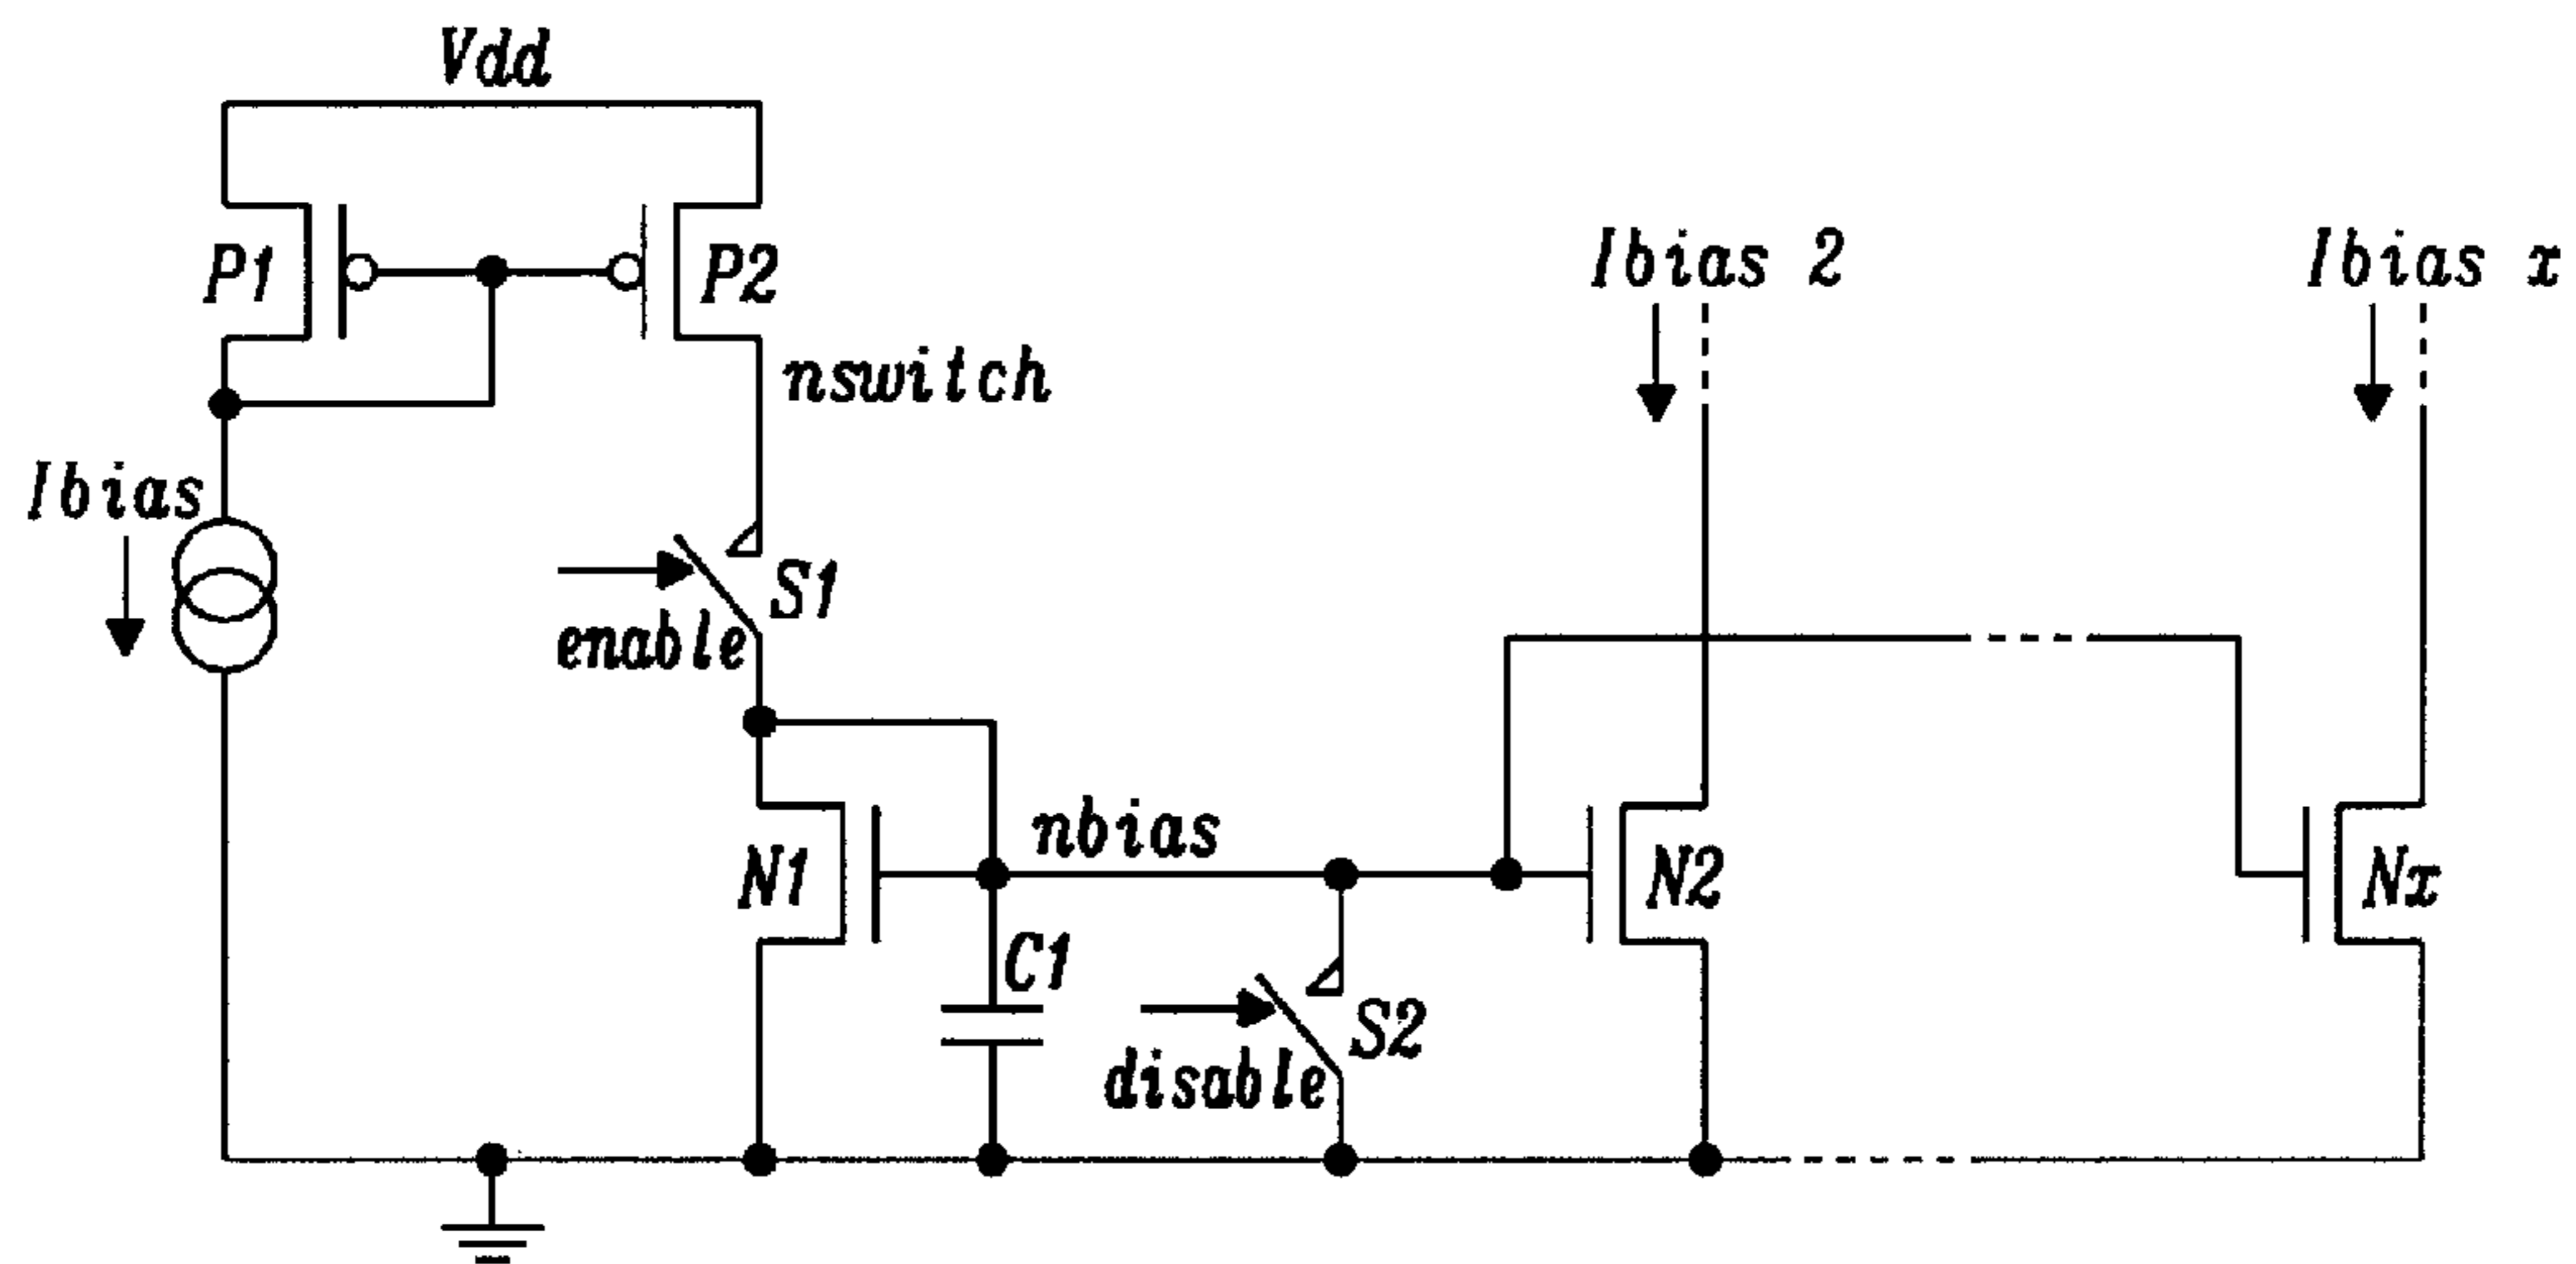 Vdd
P1
P2
Ibias 2
Ibias x
nswitch
Ibias
S1
enable
nbias
N1
N2
Nx
C1
S2
disable